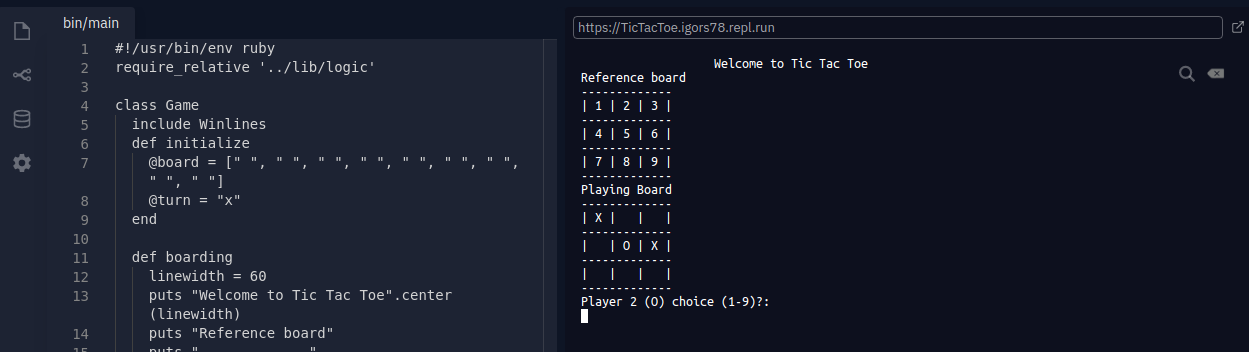 bin/main
1 #!/usr/bin/env ruby
2 require_relative '../lib/logic'
3
4 class Game
5 include Winlines
6 def initialize
7 @board = [" ", " ", " ", " ", " ", " ", " ",
" ", " "]
8 @turn = "x"
9 end
10
11 def boarding
12 linewidth = 60
13 puts "Welcome to Tic Tac Toe".center
(linewidth)
14 puts "Reference board"
https://TicTacToe.igors78.repl.run
Welcome to Tic Tac Toe
Reference board
-------------
| 1 | 2 | 3 |
-------------
| 4 | 5 | 6 |
-------------
| 7 | 8 | 9 |
-------------
Playing Board
-------------
| X |   |   |
-------------
|   | O | X |
-------------
|   |   |   |
-------------
Player 2 (O) choice (1-9)?: